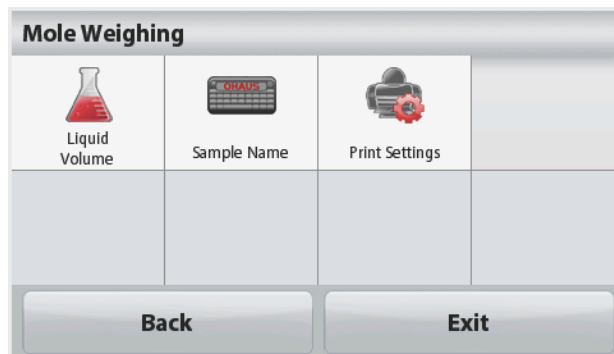 Mole Weighing
OHAUS
Liquid
Volume
Sample Name
Print Settings
Back
Exit